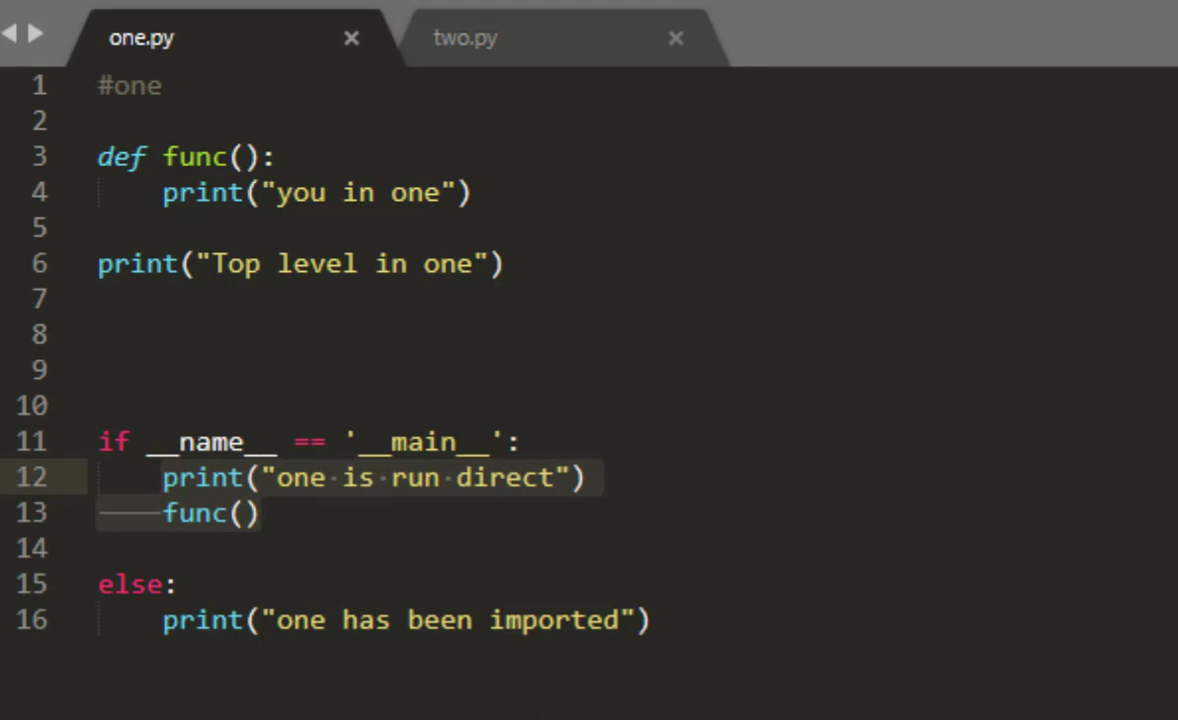 one.py × two.py ×
1 #one
2
3 def func():
4 print("you in one")
5
6 print("Top level in one")
7
8
9
10
11 if __name__ == '__main__':
12 print("one is run direct")
13 func()
14
15 else:
16 print("one has been imported")